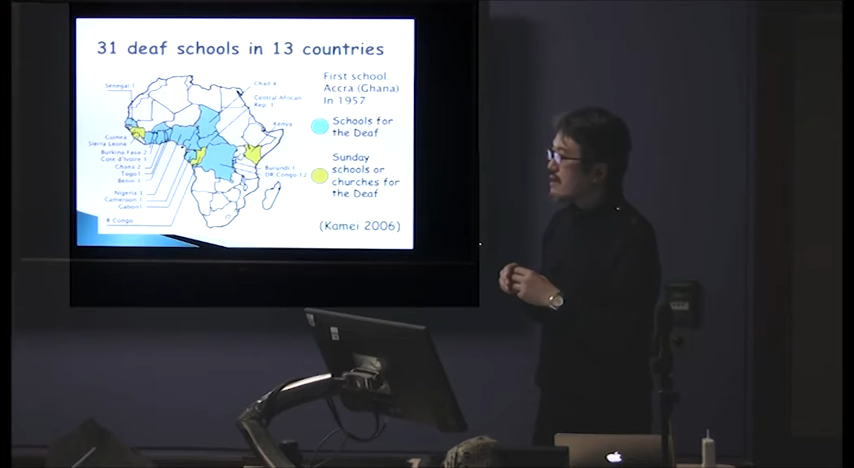 31 deaf schools in 13 countries
Senegal 1
Guinea
Sierra Leone
Burkina Faso 2
Cote d'Ivoire 1
Ghana 2
Togo 1
Benin 1
Nigeria 3
Cameroon 1
Gabon 1
R Congo
Chad 4
Central African
Rep. 1
Kenya
Burundi 1
DR Congo 12
First school
Accra (Ghana)
In 1957
Schools for
the Deaf
Sunday
schools or
churches for
the Deaf
(Kamei 2006)